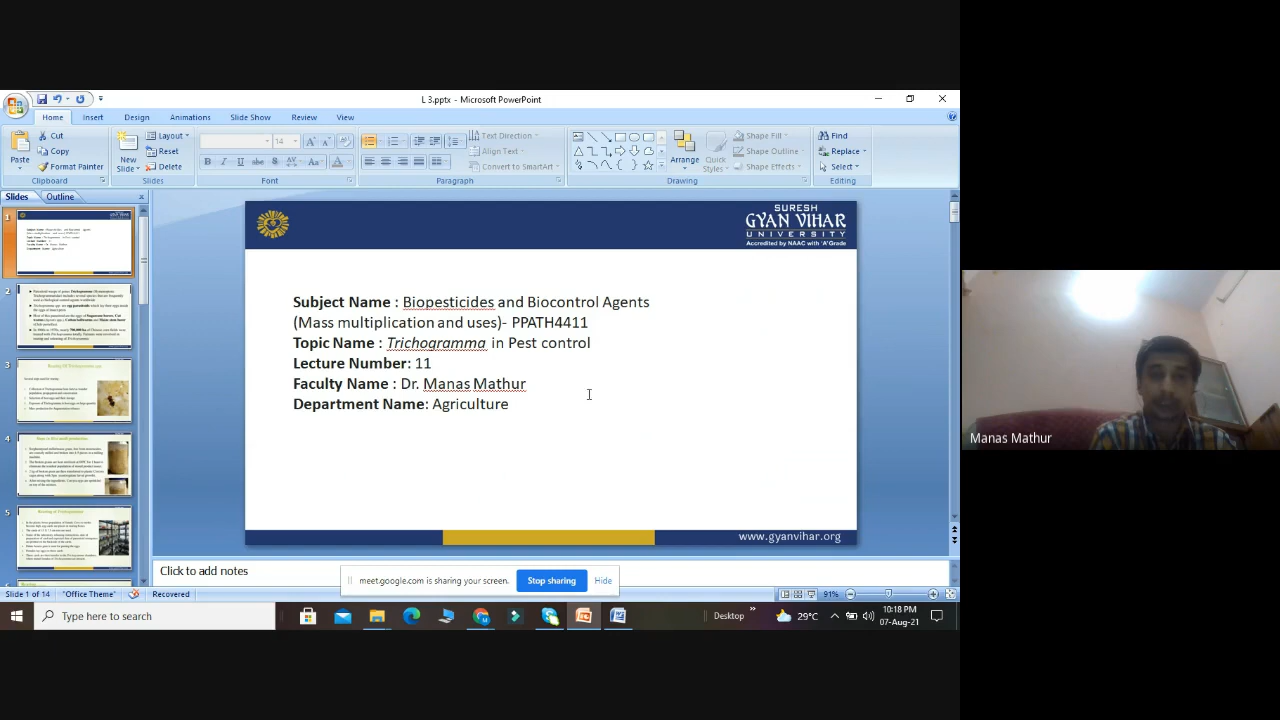 L 3.pptx - Microsoft PowerPoint
Home Insert Design Animations Slide Show Review View
Cut Layout Text Direction Shape Fill Find
Paste Copy New Slide Reset 14 Align Text Arrange Quick Styles Shape Outline Replace
Format Painter Delete Convert to SmartArt Shape Effects Select
Clipboard Slides Font Paragraph Drawing Editing
Slides Outline
1
2
3
4
5
SURESH
GYAN VIHAR
UNIVERSITY
Accredited by NAAC with 'A' Grade
Subject Name : Biopesticides d Biocontrol Agents
(Mass multiplication and uses)- PPATH4411
Topic Name : Trichogramma in Pest control
Lecture Number: 11
Faculty Name : Dr. Manas Mathur
Department Name: Agriculture
www.gyanvihar.org
Manas Mathur
Click to add notes
meet.google.com is sharing your screen. Stop sharing Hide
Slide 1 of 14 "Office Theme" Recovered 91%
Type here to search Desktop 29°C 10:18 PM
07-Aug-21